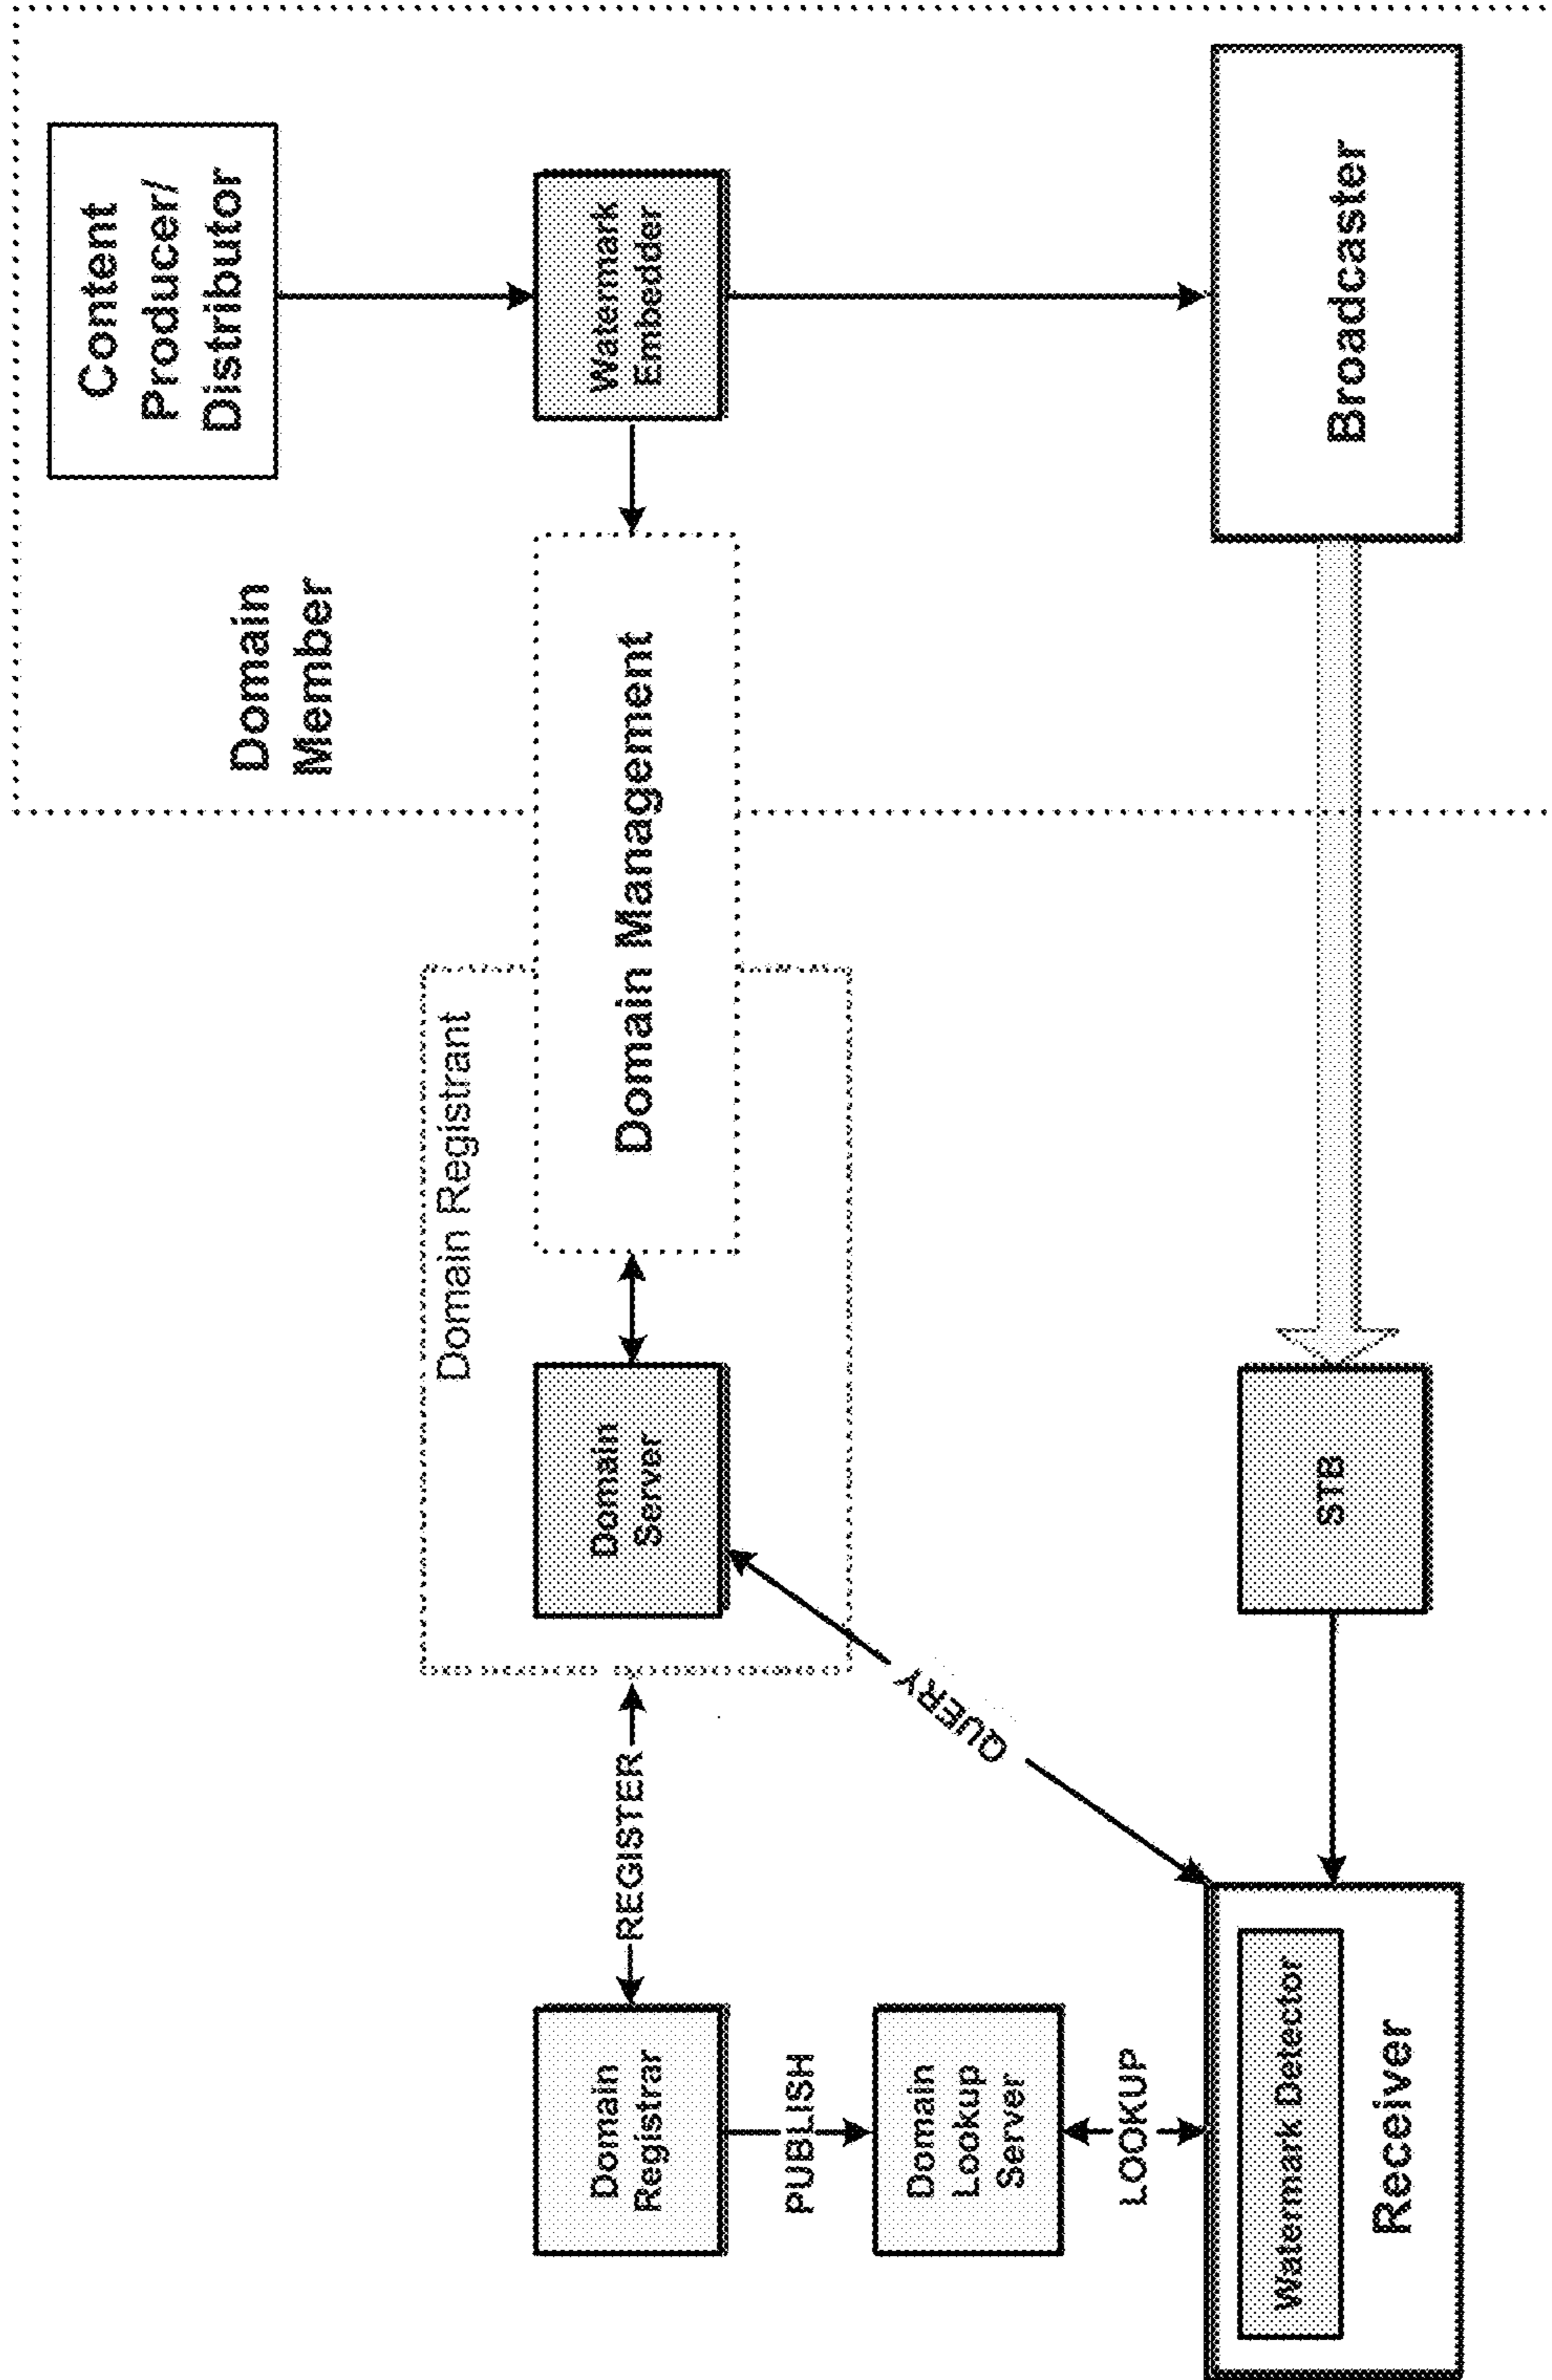 Content
Producer/
Distributor
Domain
Member
Watermark
Embedder
Domain Management
Broadcaster
Domain Registrant
Domain
Server
STB
REGISTER
QUERY
Domain
Registrar
PUBLISH
Domain
Lookup
Server
LOOKUP
Watermark Detector
Receiver